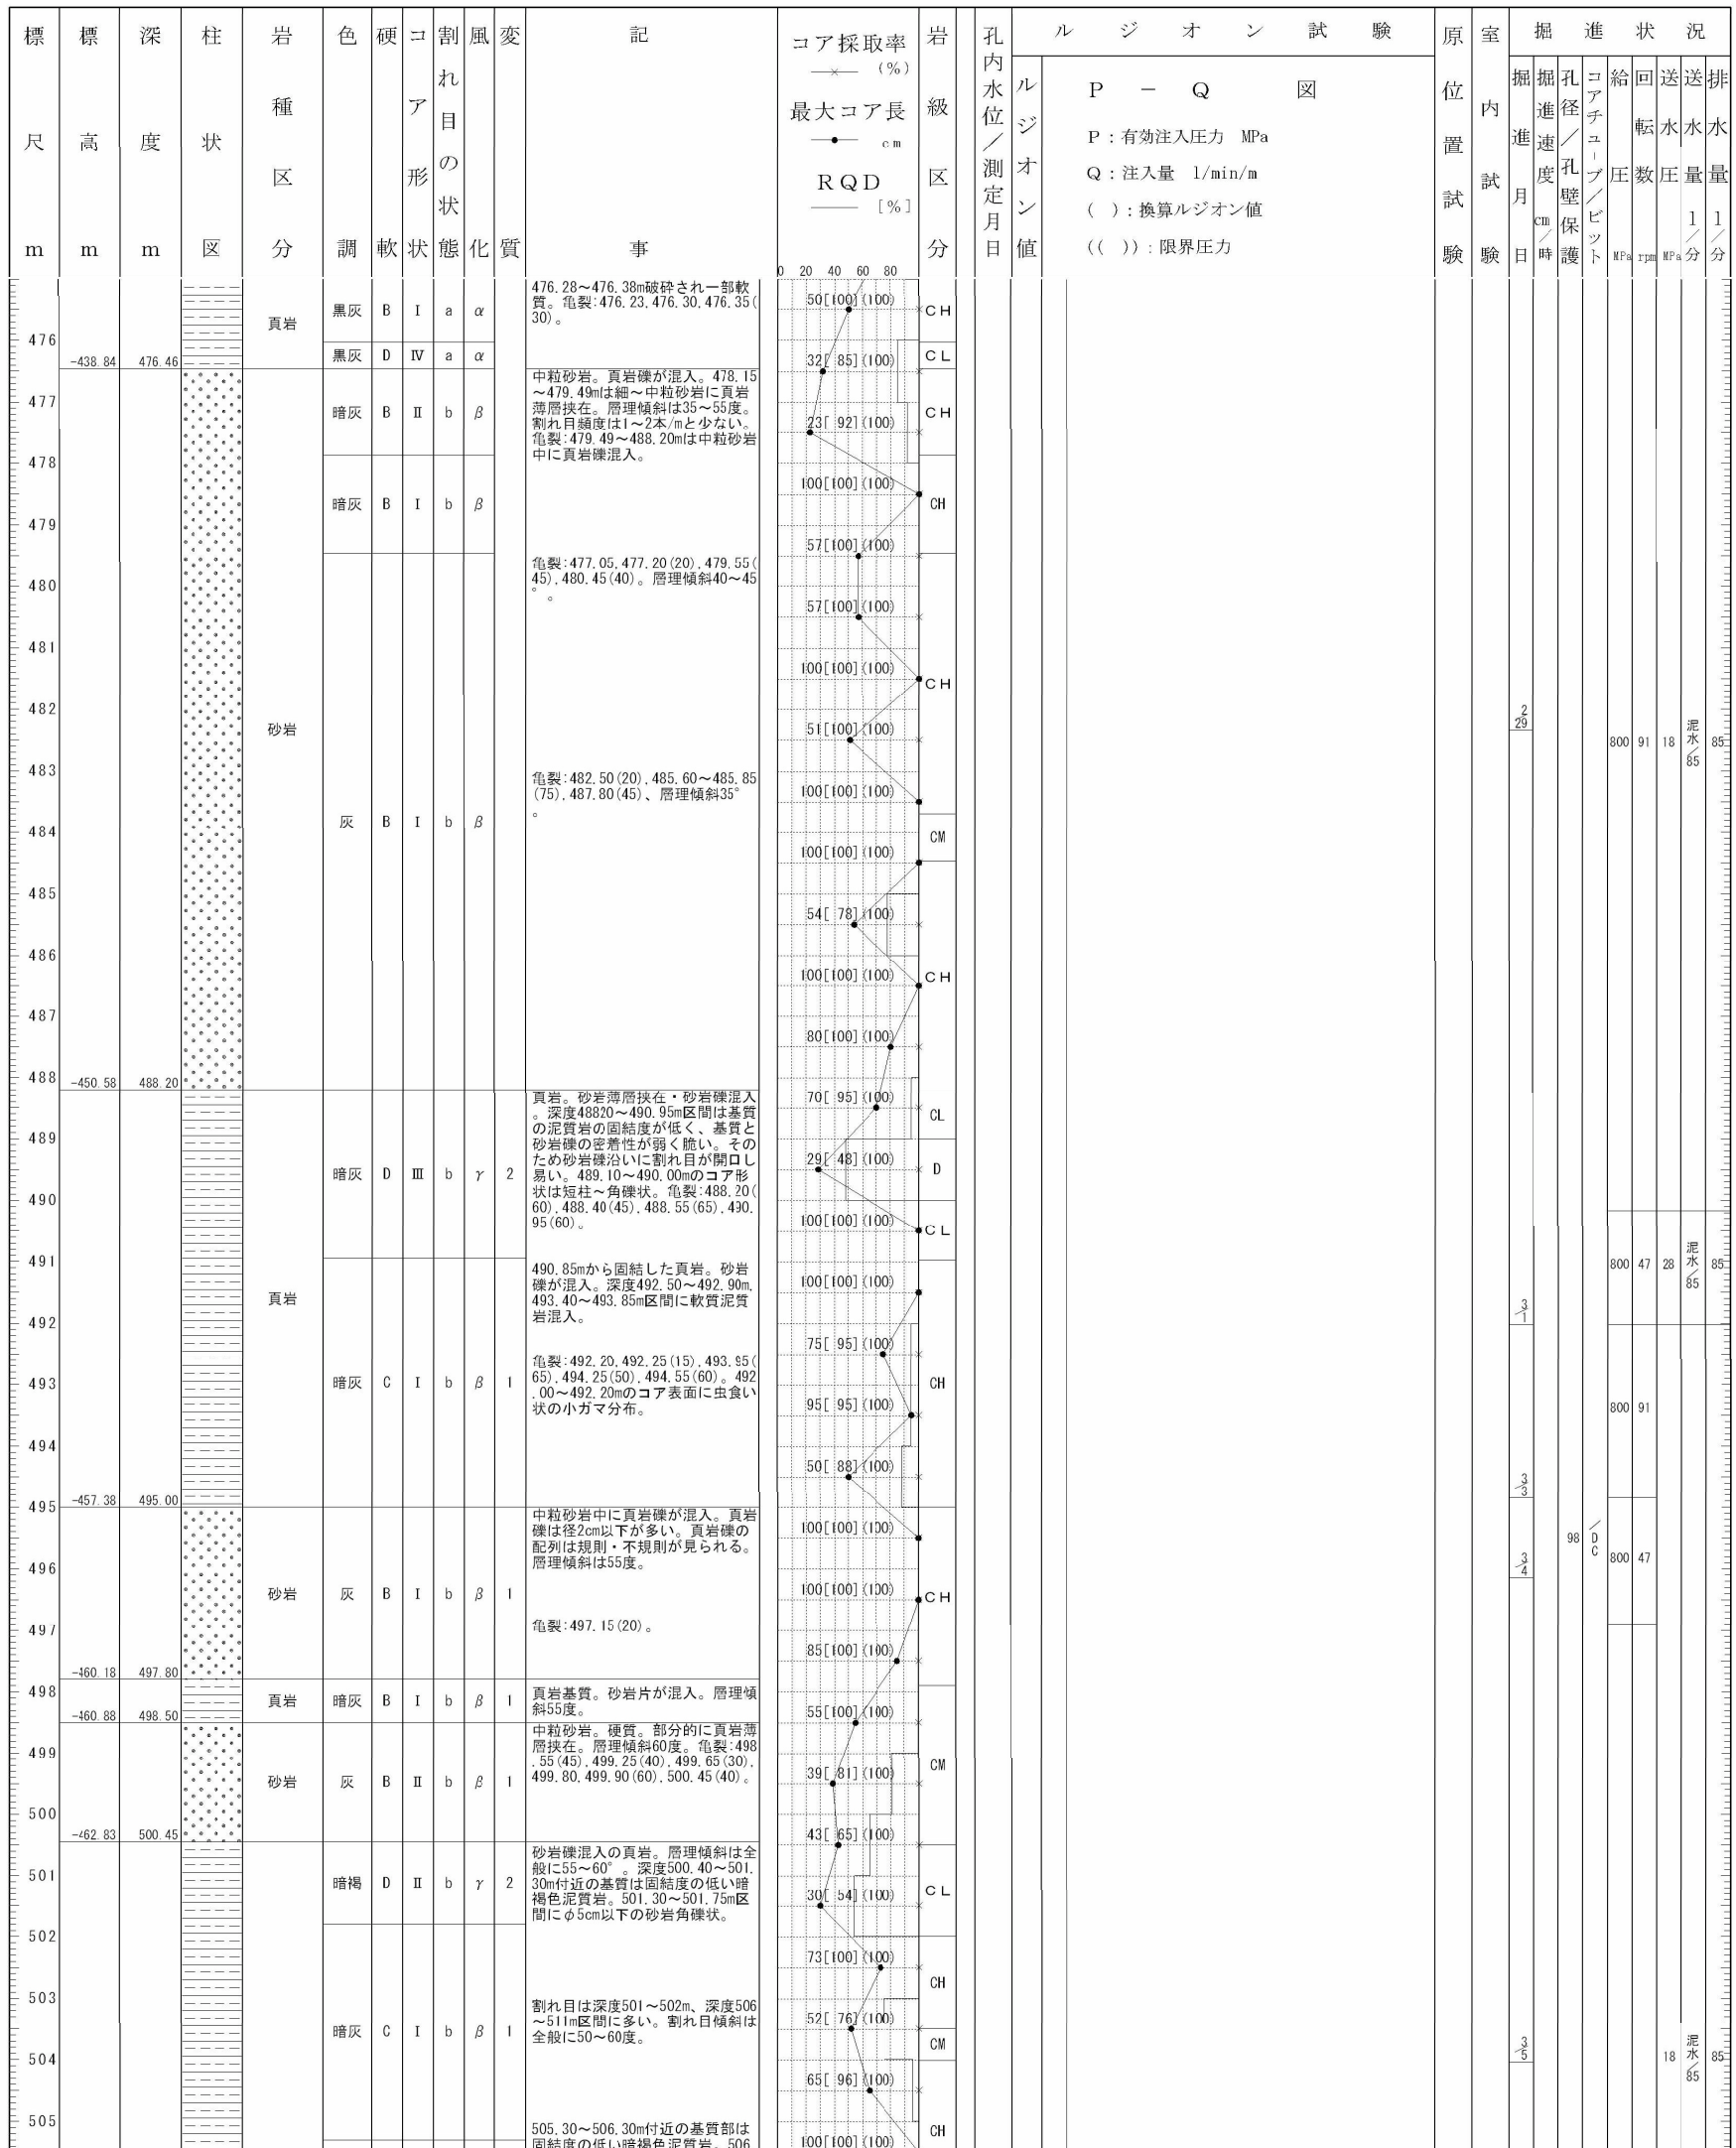 標尺 m
標高 m
深度 m
柱状図
岩種区分
色調
硬軟
コア形状
割れ目の状態
風化
変質
記事
コア採取率
(%)
最大コア長
cm
RQD
[%]
0 20 40 60 80
岩級区分
孔内水位/測定月日
ルジオン試験
ルジオン値
P-Q図
P:有効注入圧力 MPa
Q:注入量 l/min/m
( ):換算ルジオン値
(( )):限界圧力
原位置試験
室内試験
掘進状況
掘進月日
掘進速度 cm/時
孔径/孔壁保護
コアチューブ/ビット
給圧 MPa
回転数 rpm
送水圧 MPa
送水量 l/分
排水量 l/分
476
477
478
479
480
481
482
483
484
485
486
487
488
489
490
491
492
493
494
495
496
497
498
499
500
501
502
503
504
505
-438.84 476.46
-450.58 488.20
-457.38 495.00
-460.18 497.80
-460.88 498.50
-462.83 500.45
頁岩
砂岩
頁岩
砂岩
頁岩
砂岩
黒灰 B I a α
黒灰 D IV a α
暗灰 B II b β
暗灰 B I b β
灰 B I b β
暗灰 D III b γ 2
暗灰 C I b β 1
灰 B I b β 1
暗灰 B I b β 1
灰 B II b β 1
暗褐 D II b γ 2
暗灰 C I b β 1
476.28〜476.38m破砕され一部軟
質。亀裂:476.23,476.30,476.35(
30)。
中粒砂岩。頁岩礫が混入。478.15
〜479.49mは細〜中粒砂岩に頁岩
薄層挟在。層理傾斜は35〜55度。
割れ目頻度は1〜2本/mと少ない。
亀裂:479.49〜488.20mは中粒砂岩
中に頁岩礫混入。
亀裂:477.05,477.20(20),479.55(
45),480.45(40)。層理傾斜40〜45
°。
亀裂:482.50(20),485.60〜485.85
(75),487.80(45)、層理傾斜35°
。
頁岩。砂岩薄層挟在・砂岩礫混入
。深度48820〜490.95m区間は基質
の泥質岩の固結度が低く、基質と
砂岩礫の密着性が弱く脆い。その
ため砂岩礫沿いに割れ目が開口し
易い。489.10〜490.00mのコア形
状は短柱〜角礫状。亀裂:488.20(
60),488.40(45),488.55(65),490.
95(60)。
490.85mから固結した頁岩。砂岩
礫が混入。深度492.50〜492.90m,
493.40〜493.85m区間に軟質泥質
岩混入。
亀裂:492.20,492.25(15),493.95(
65),494.25(50),494.55(60)。492
.00〜492.20mのコア表面に虫食い
状の小ガマ分布。
中粒砂岩中に頁岩礫が混入。頁岩
礫は径2cm以下が多い。頁岩礫の
配列は規則・不規則が見られる。
層理傾斜は55度。
亀裂:497.15(20)。
頁岩基質。砂岩片が混入。層理傾
斜55度。
中粒砂岩。硬質。部分的に頁岩薄
層挟在。層理傾斜60度。亀裂:498
.55(45),499.25(40),499.65(30),
499.80,499.90(60),500.45(40)。
砂岩礫混入の頁岩。層理傾斜は全
般に55〜60°。深度500.40〜501.
30m付近の基質は固結度の低い暗
褐色泥質岩。501.30〜501.75m区
間にφ5cm以下の砂岩角礫状。
割れ目は深度501〜502m、深度506
〜511m区間に多い。割れ目傾斜は
全般に50〜60度。
505.30〜506.30m付近の基質部は
固結度の低い暗褐色泥質岩。506
50[100](100)
32[ 85](100)
23[ 92](100)
100[100](100)
57[100](100)
57[100](100)
100[100](100)
51[100](100)
100[100](100)
100[100](100)
54[ 78](100)
100[100](100)
80[100](100)
70[ 95](100)
29[ 48](100)
100[100](100)
100[100](100)
75[ 95](100)
95[ 95](100)
50[ 88](100)
100[100](100)
100[100](100)
85[100](100)
55[100](100)
39[ 81](100)
43[ 65](100)
30[ 54](100)
73[100](100)
52[ 76](100)
65[ 96](100)
100[100](100)
CH
CL
CH
CH
CH
CM
CH
CL
D
CL
CH
CH
CM
CL
CH
CM
CH
2/29
3/1
3/3
3/4
3/5
98
/DC
800 91 18 泥水/85 85
800 47 28 泥水/85 85
800 91
800 47
18 泥水/85 85